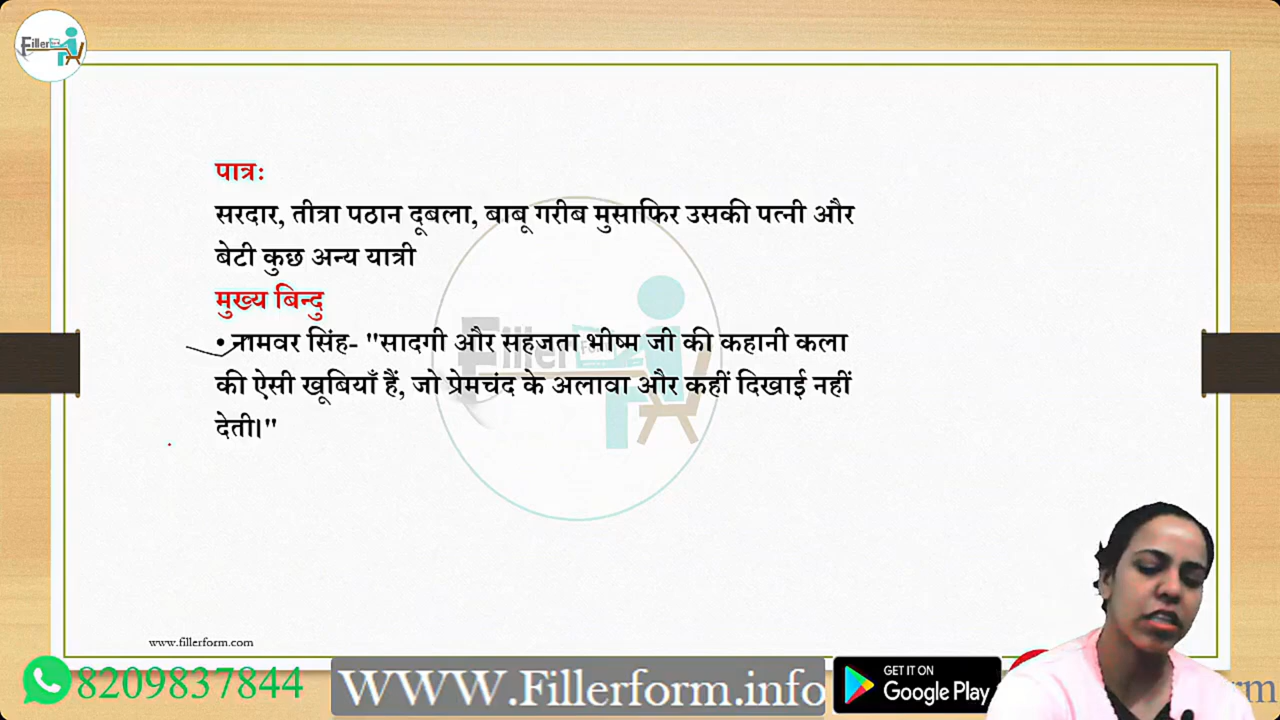 Filler
पात्रः
सरदार, तीत्रा पठान दूबला, बाबू गरीब मुसाफिर उसकी पत्नी और
बेटी कुछ अन्य यात्री
मुख्य बिन्दु
• नामवर सिंह- "सादगी और सहजता भीष्म जी की कहानी कला
की ऐसी खूबियाँ हैं, जो प्रेमचंद के अलावा और कहीं दिखाई नहीं
देती।"
www.fillerform.com
8209837844
WWW.Fillerform.info
GET IT ON
Google Play